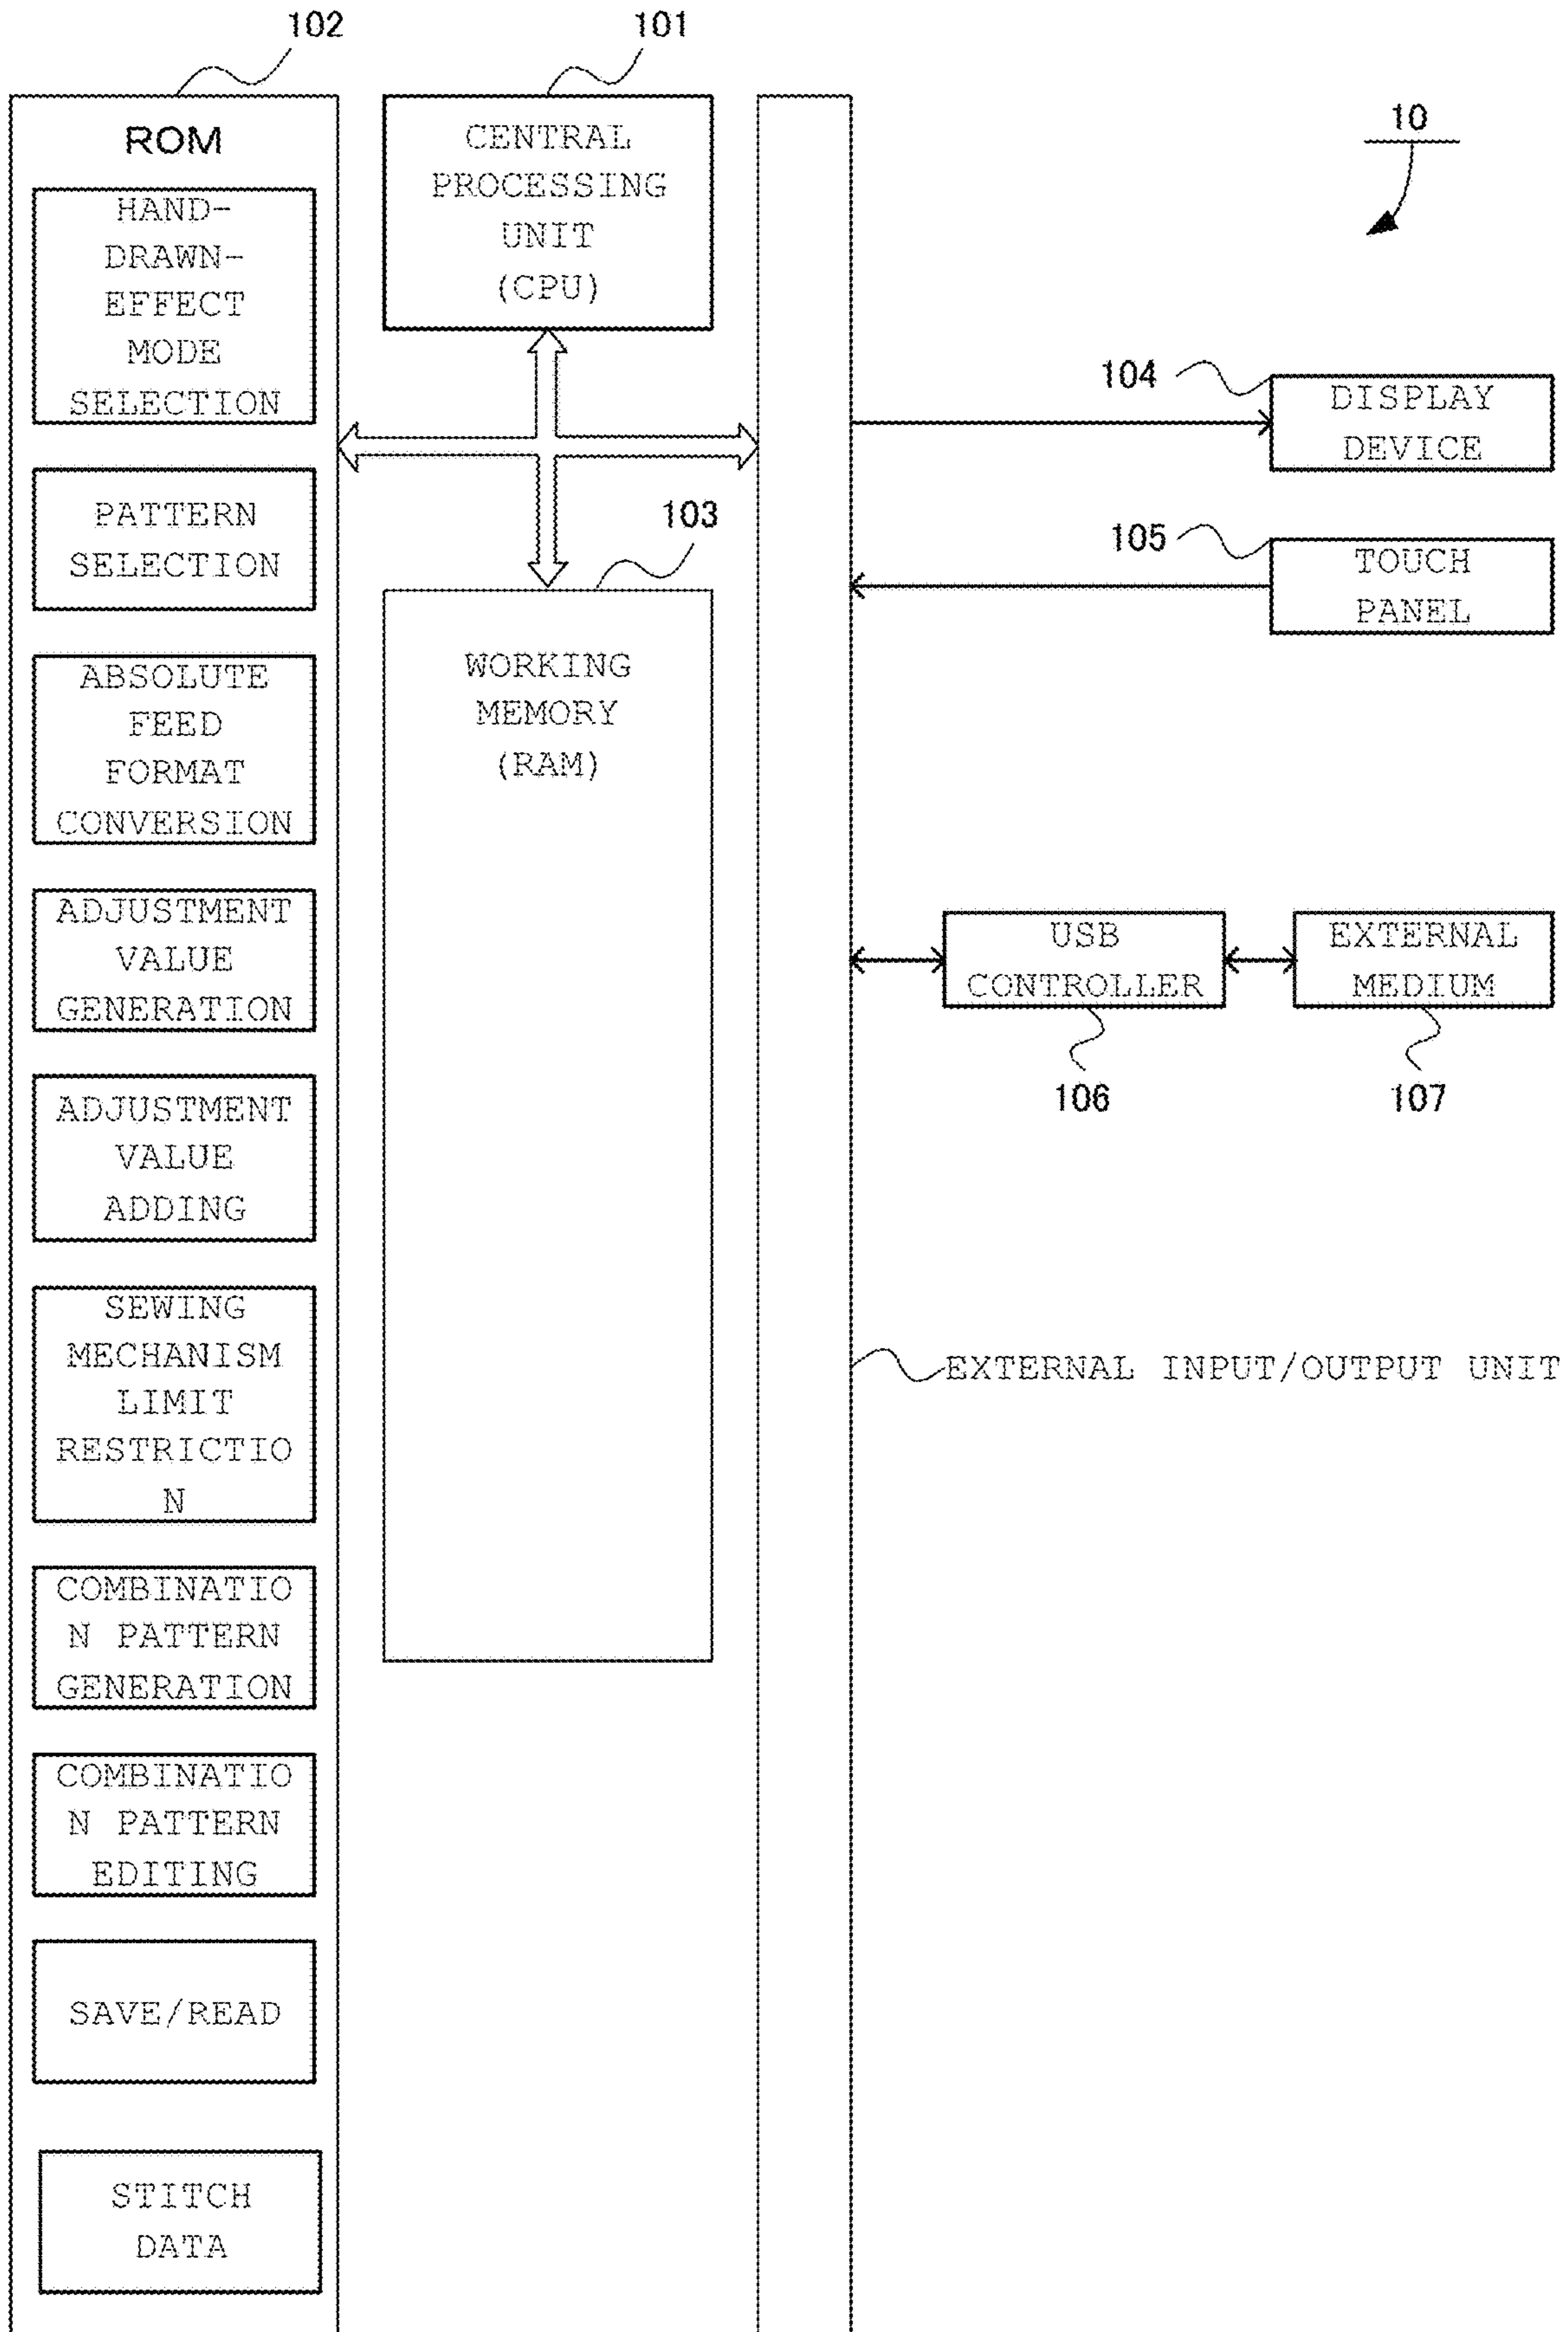 102
101
10
ROM
HAND-
DRAWN-
EFFECT
MODE
SELECTION
PATTERN
SELECTION
ABSOLUTE
FEED
FORMAT
CONVERSION
ADJUSTMENT
VALUE
GENERATION
ADJUSTMENT
VALUE
ADDING
SEWING
MECHANISM
LIMIT
RESTRICTIO
N
COMBINATIO
N PATTERN
GENERATION
COMBINATIO
N PATTERN
EDITING
SAVE/READ
STITCH
DATA
CENTRAL
PROCESSING
UNIT
(CPU)
103
WORKING
MEMORY
(RAM)
104
DISPLAY
DEVICE
105
TOUCH
PANEL
USB
CONTROLLER
EXTERNAL
MEDIUM
106
107
EXTERNAL INPUT/OUTPUT UNIT